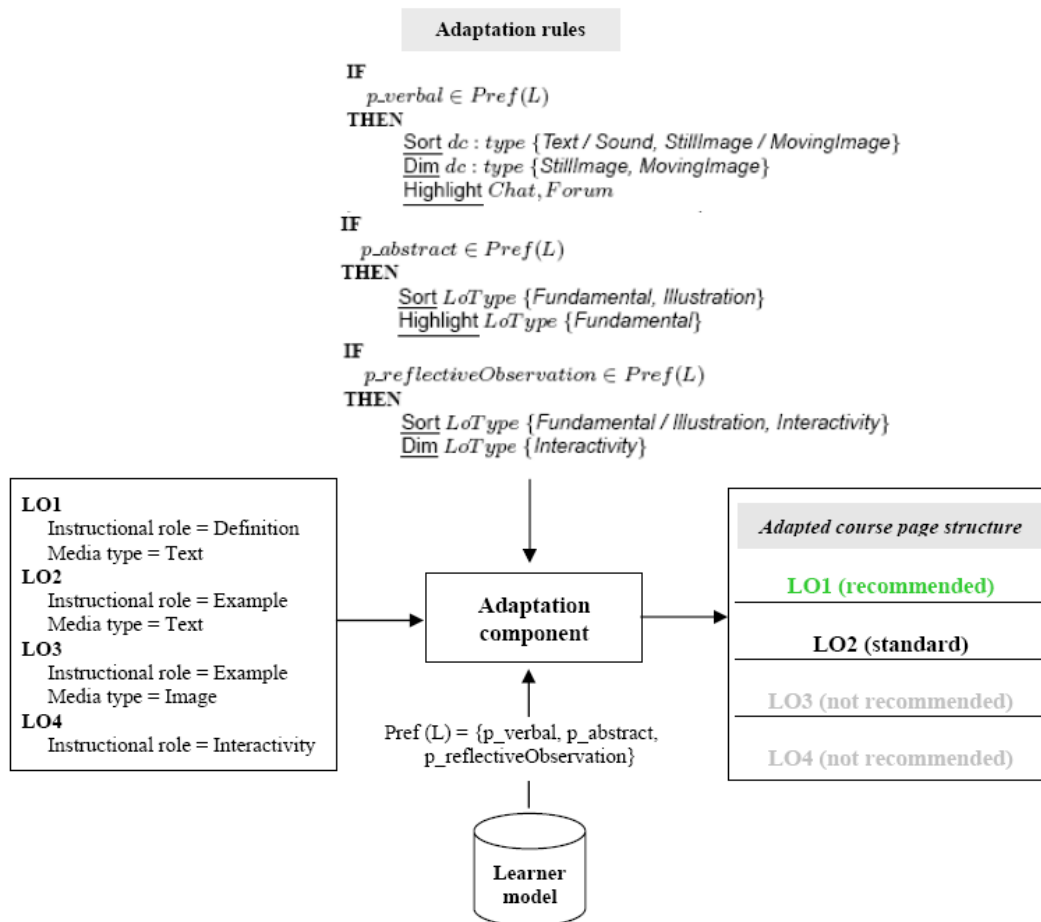 Adaptation rules
IF
p_verbal ∈ Pref(L)
THEN
Sort dc : type {Text / Sound, StillImage / MovingImage}
Dim dc : type {StillImage, MovingImage}
Highlight Chat, Forum
IF
p_abstract ∈ Pref(L)
THEN
Sort LoType {Fundamental, Illustration}
Highlight LoType {Fundamental}
IF
p_reflectiveObservation ∈ Pref(L)
THEN
Sort LoType {Fundamental / Illustration, Interactivity}
Dim LoType {Interactivity}
LO1
Instructional role = Definition
Media type = Text
LO2
Instructional role = Example
Media type = Text
LO3
Instructional role = Example
Media type = Image
LO4
Instructional role = Interactivity
Adaptation
component
Pref (L) = {p_verbal, p_abstract,
p_reflectiveObservation}
Learner
model
Adapted course page structure
LO1 (recommended)
LO2 (standard)
LO3 (not recommended)
LO4 (not recommended)